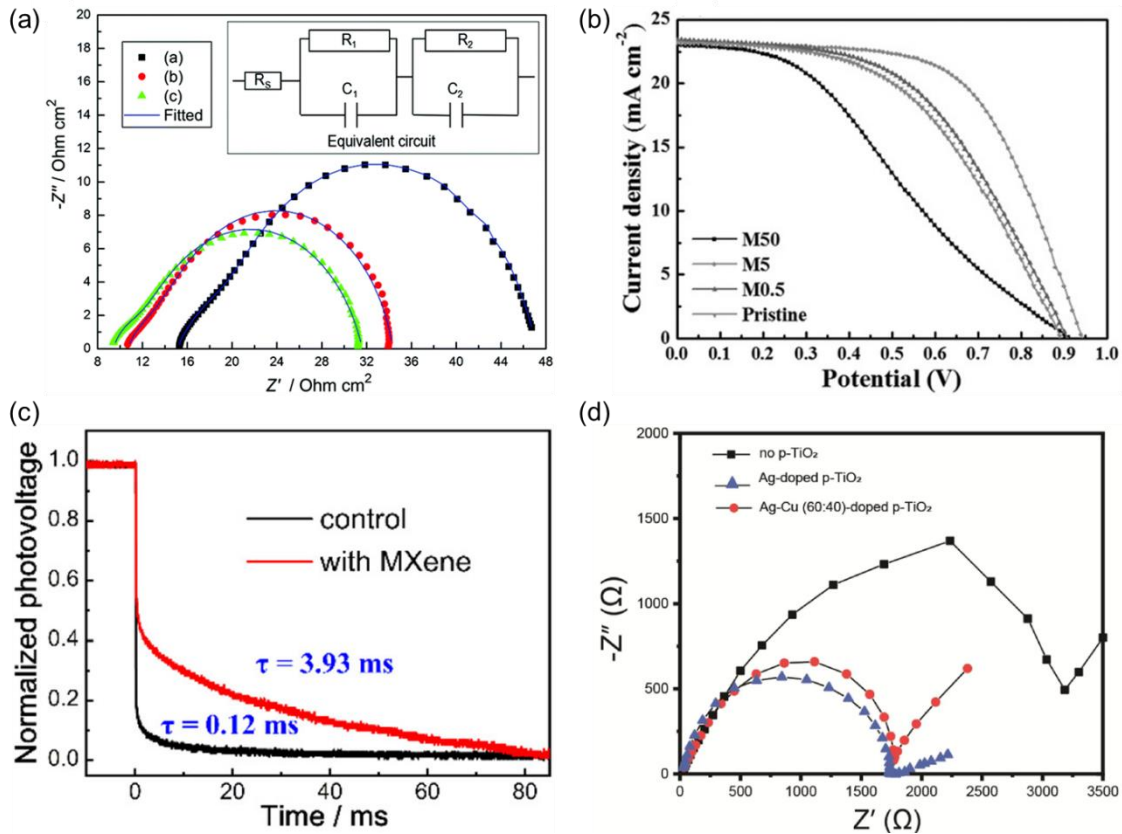 (a)
20
18
16
14
12
10
8
6
4
2
0
-Z″ / Ohm cm²
(a)
(b)
(c)
Fitted
R₁
R₂
Rs
C₁
C₂
Equivalent circuit
8 12 16 20 24 28 32 36 40 44 48
Z′ / Ohm cm²
(b)
25
20
15
10
5
0
Current density (mA cm⁻²)
M50
M5
M0.5
Pristine
0.0 0.1 0.2 0.3 0.4 0.5 0.6 0.7 0.8 0.9 1.0
Potential (V)
(c)
1.0
0.8
0.6
0.4
0.2
0.0
Normalized photovoltage
control
with MXene
τ = 3.93 ms
τ = 0.12 ms
0 20 40 60 80
Time / ms
(d)
2000
1500
1000
500
0
-Z″ (Ω)
no p-TiO₂
Ag-doped p-TiO₂
Ag-Cu (60:40)-doped p-TiO₂
0 500 1000 1500 2000 2500 3000 3500
Z′ (Ω)